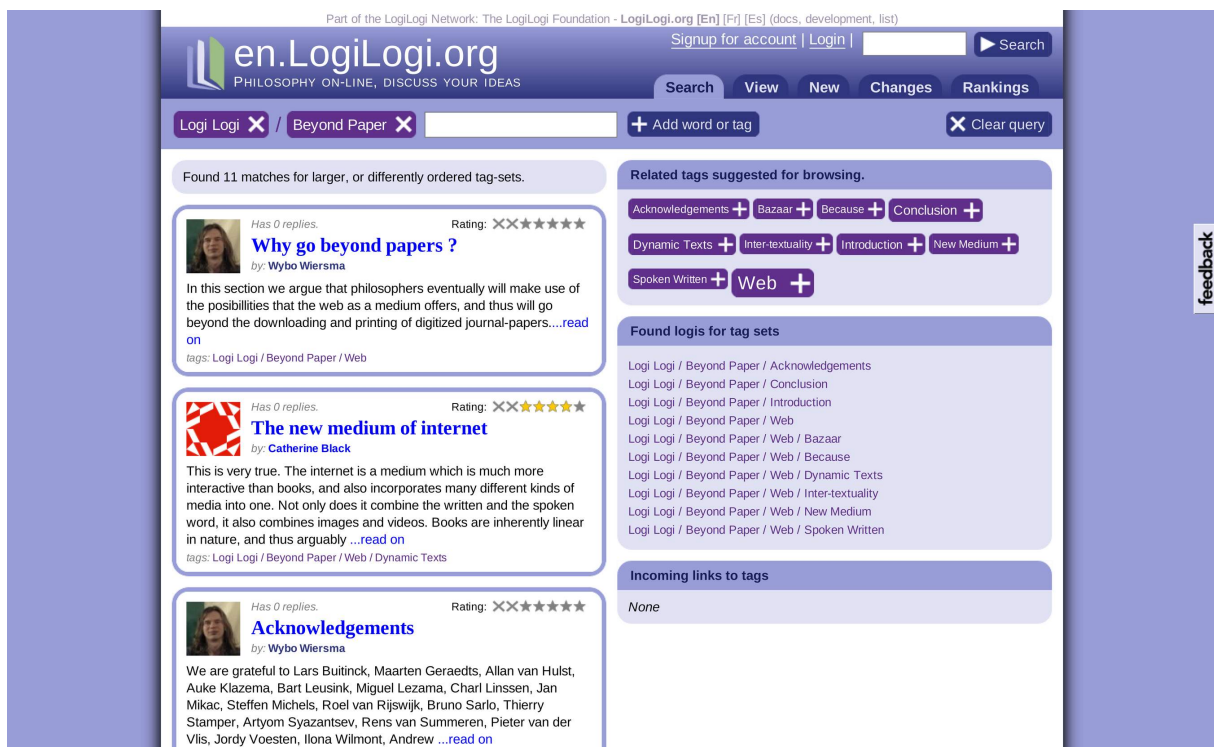 Part of the LogiLogi Network: The LogiLogi Foundation - LogiLogi.org [En] [Fr] [Es] (docs, development, list)
en.LogiLogi.org
Philosophy on-line, discuss your ideas
Signup for account | Login |
Search
Search View New Changes Rankings
Logi Logi / Beyond Paper
Add word or tag
Clear query
Found 11 matches for larger, or differently ordered tag-sets.
Has 0 replies. Rating:
Why go beyond papers ?
by: Wybo Wiersma
In this section we argue that philosophers eventually will make use of
the posibillities that the web as a medium offers, and thus will go
beyond the downloading and printing of digitized journal-papers....read
on
tags: Logi Logi / Beyond Paper / Web
Has 0 replies. Rating:
The new medium of internet
by: Catherine Black
This is very true. The internet is a medium which is much more
interactive than books, and also incorporates many different kinds of
media into one. Not only does it combine the written and the spoken
word, it also combines images and videos. Books are inherently linear
in nature, and thus arguably ...read on
tags: Logi Logi / Beyond Paper / Web / Dynamic Texts
Has 0 replies. Rating:
Acknowledgements
by: Wybo Wiersma
We are grateful to Lars Buitinck, Maarten Geraedts, Allan van Hulst,
Auke Klazema, Bart Leusink, Miguel Lezama, Charl Linssen, Jan
Mikac, Steffen Michels, Roel van Rijswijk, Bruno Sarlo, Thierry
Stamper, Artyom Syazantsev, Rens van Summeren, Pieter van der
Vlis, Jordy Voesten, Ilona Wilmont, Andrew ...read on
Related tags suggested for browsing.
Acknowledgements Bazaar Because Conclusion
Dynamic Texts Inter-textuality Introduction New Medium
Spoken Written Web
Found logis for tag sets
Logi Logi / Beyond Paper / Acknowledgements
Logi Logi / Beyond Paper / Conclusion
Logi Logi / Beyond Paper / Introduction
Logi Logi / Beyond Paper / Web
Logi Logi / Beyond Paper / Web / Bazaar
Logi Logi / Beyond Paper / Web / Because
Logi Logi / Beyond Paper / Web / Dynamic Texts
Logi Logi / Beyond Paper / Web / Inter-textuality
Logi Logi / Beyond Paper / Web / New Medium
Logi Logi / Beyond Paper / Web / Spoken Written
Incoming links to tags
None
feedback